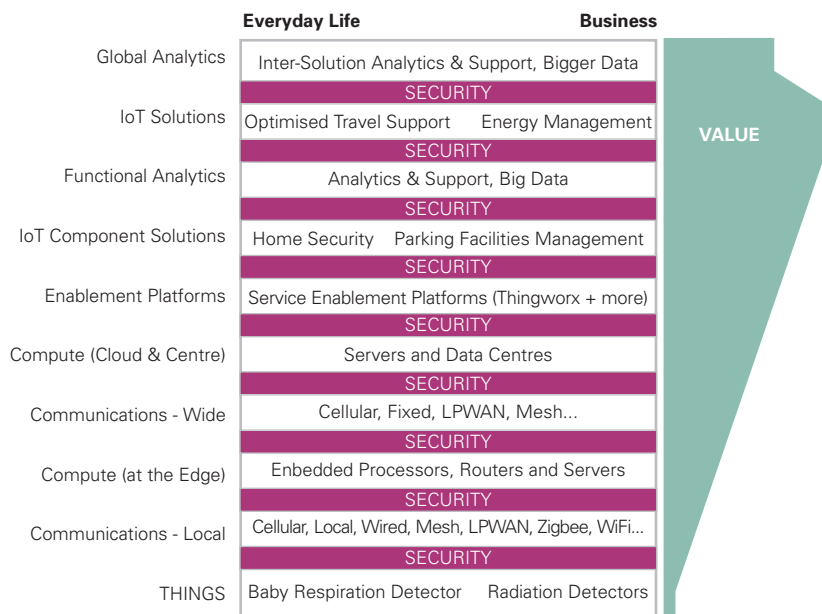 Everyday Life Business
Global Analytics Inter-Solution Analytics & Support, Bigger Data
SECURITY
IoT Solutions Optimised Travel Support Energy Management
VALUE
SECURITY
Functional Analytics Analytics & Support, Big Data
SECURITY
IoT Component Solutions Home Security Parking Facilities Management
SECURITY
Enablement Platforms Service Enablement Platforms (Thingworx + more)
SECURITY
Compute (Cloud & Centre) Servers and Data Centres
SECURITY
Communications - Wide Cellular, Fixed, LPWAN, Mesh...
SECURITY
Compute (at the Edge) Enbedded Processors, Routers and Servers
SECURITY
Communications - Local Cellular, Local, Wired, Mesh, LPWAN, Zigbee, WiFi...
SECURITY
THINGS Baby Respiration Detector Radiation Detectors